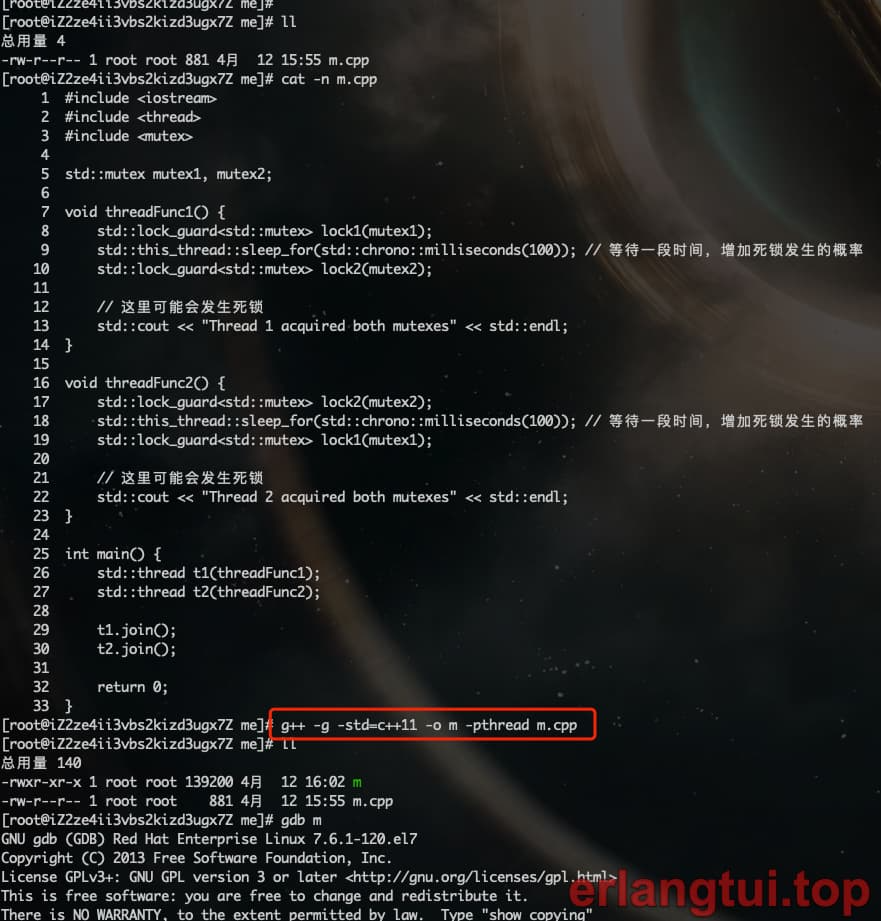 [root@iZ2ze4ii3vbs2kizd3ugx7Z me]#
[root@iZ2ze4ii3vbs2kizd3ugx7Z me]# ll
总用量 4
-rw-r--r-- 1 root root 881 4月  12 15:55 m.cpp
[root@iZ2ze4ii3vbs2kizd3ugx7Z me]# cat -n m.cpp
     1  #include <iostream>
     2  #include <thread>
     3  #include <mutex>
     4
     5  std::mutex mutex1, mutex2;
     6
     7  void threadFunc1() {
     8      std::lock_guard<std::mutex> lock1(mutex1);
     9      std::this_thread::sleep_for(std::chrono::milliseconds(100)); // 等待一段时间，增加死锁发生的概率
    10      std::lock_guard<std::mutex> lock2(mutex2);
    11
    12      // 这里可能会发生死锁
    13      std::cout << "Thread 1 acquired both mutexes" << std::endl;
    14  }
    15
    16  void threadFunc2() {
    17      std::lock_guard<std::mutex> lock2(mutex2);
    18      std::this_thread::sleep_for(std::chrono::milliseconds(100)); // 等待一段时间，增加死锁发生的概率
    19      std::lock_guard<std::mutex> lock1(mutex1);
    20
    21      // 这里可能会发生死锁
    22      std::cout << "Thread 2 acquired both mutexes" << std::endl;
    23  }
    24
    25  int main() {
    26      std::thread t1(threadFunc1);
    27      std::thread t2(threadFunc2);
    28
    29      t1.join();
    30      t2.join();
    31
    32      return 0;
    33  }
[root@iZ2ze4ii3vbs2kizd3ugx7Z me]# g++ -g -std=c++11 -o m -pthread m.cpp
[root@iZ2ze4ii3vbs2kizd3ugx7Z me]# ll
总用量 140
-rwxr-xr-x 1 root root 139200 4月  12 16:02 m
-rw-r--r-- 1 root root    881 4月  12 15:55 m.cpp
[root@iZ2ze4ii3vbs2kizd3ugx7Z me]# gdb m
GNU gdb (GDB) Red Hat Enterprise Linux 7.6.1-120.el7
Copyright (C) 2013 Free Software Foundation, Inc.
License GPLv3+: GNU GPL version 3 or later <http://gnu.org/licenses/gpl.html>
This is free software: you are free to change and redistribute it.
There is NO WARRANTY, to the extent permitted by law.  Type "show copying"
erlangtui.top